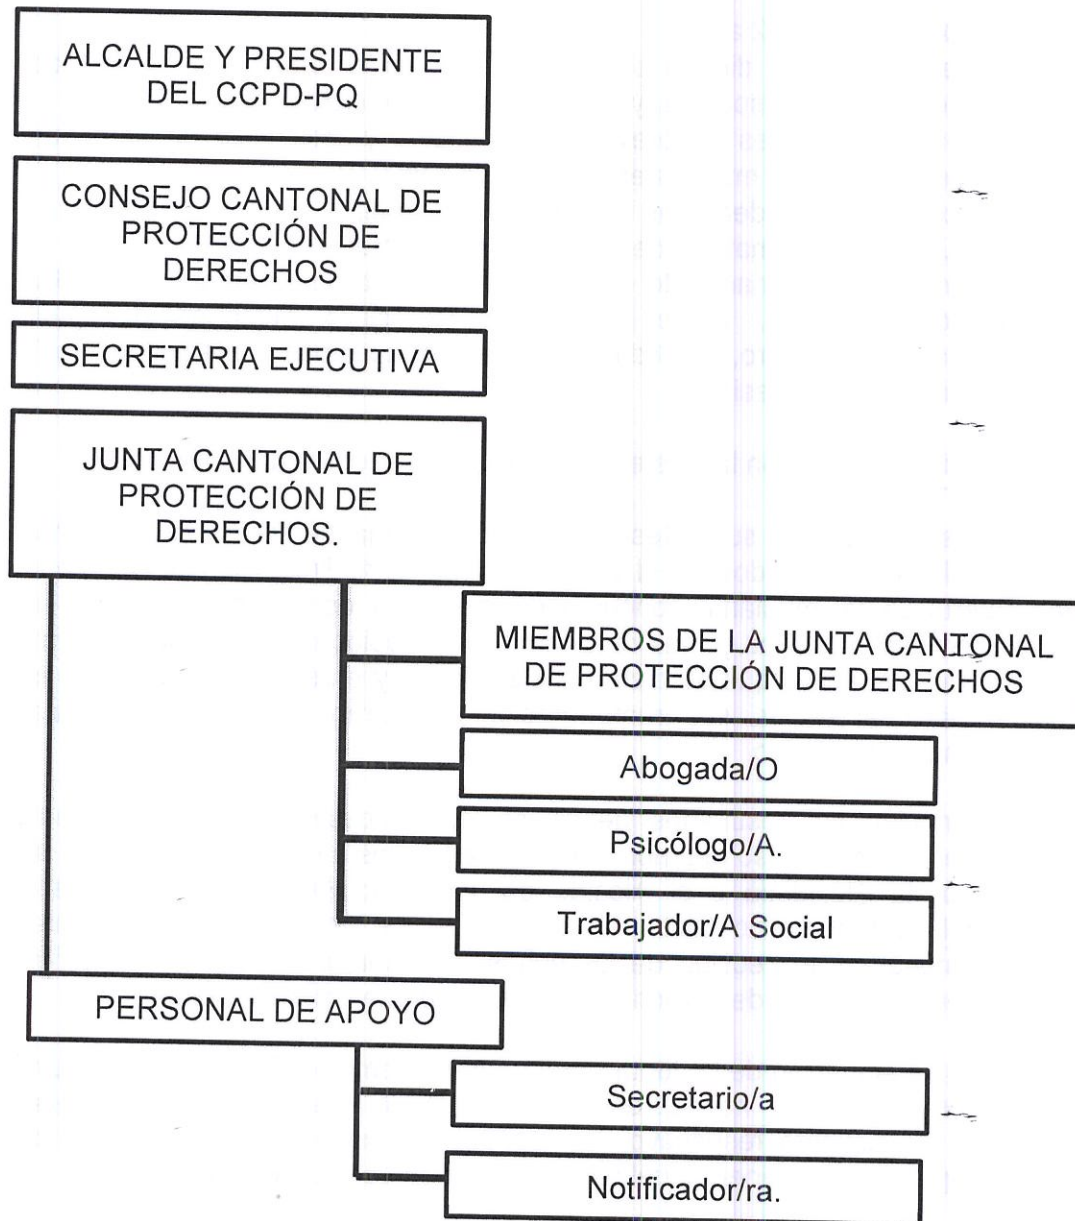 ALCALDE Y PRESIDENTE
DEL CCPD-PQ
CONSEJO CANTONAL DE
PROTECCIÓN DE
DERECHOS
SECRETARIA EJECUTIVA
JUNTA CANTONAL DE
PROTECCIÓN DE
DERECHOS.
MIEMBROS DE LA JUNTA CANTONAL
DE PROTECCIÓN DE DERECHOS
Abogada/O
Psicólogo/A.
Trabajador/A Social
PERSONAL DE APOYO
Secretario/a
Notificador/ra.